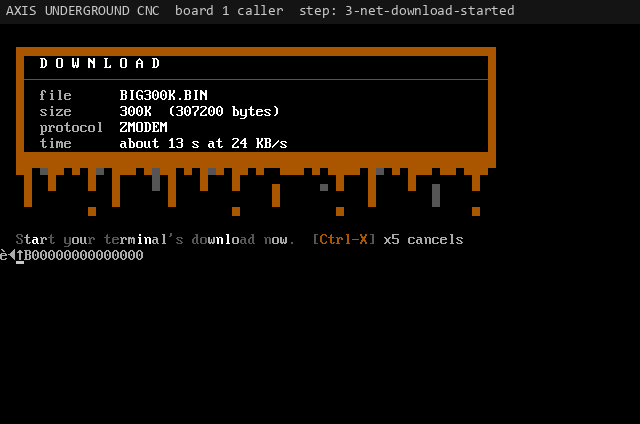 AXIS UNDERGROUND CNC  board 1 caller  step: 3-net-download-started
D O W N L O A D
file BIG300K.BIN
size 300K (307200 bytes)
protocol ZMODEM
time about 13 s at 24 KB/s
Start your terminal's download now. [Ctrl-X] x5 cancels
è◄↑B00000000000000